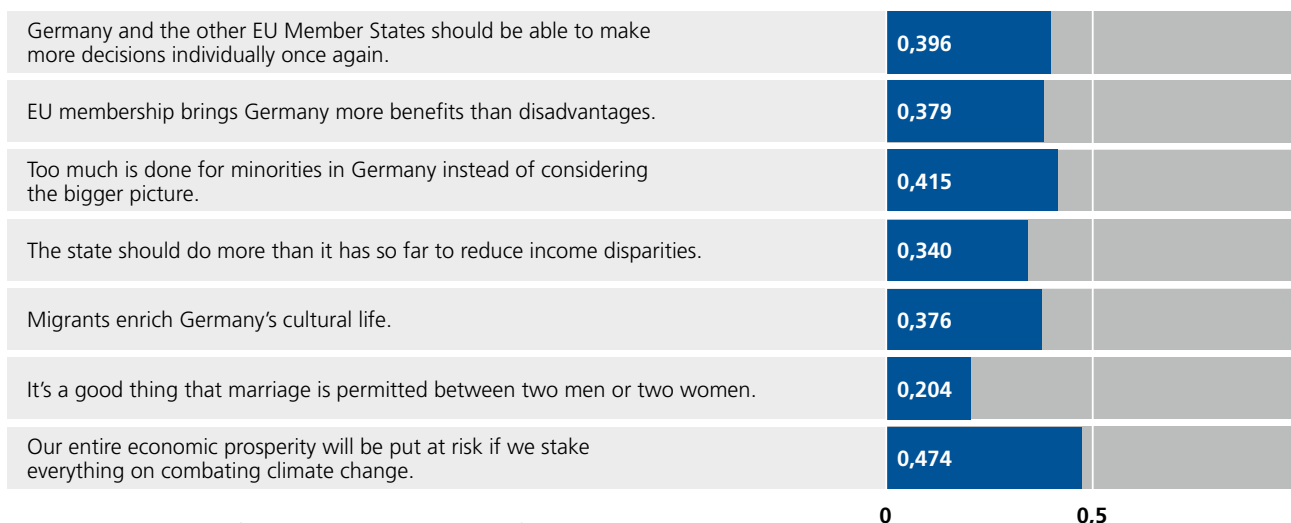 Germany and the other EU Member States should be able to make
more decisions individually once again.
0,396
EU membership brings Germany more benefits than disadvantages.
0,379
Too much is done for minorities in Germany instead of considering
the bigger picture.
0,415
The state should do more than it has so far to reduce income disparities.
0,340
Migrants enrich Germany’s cultural life.
0,376
It’s a good thing that marriage is permitted between two men or two women.
0,204
Our entire economic prosperity will be put at risk if we stake
everything on combating climate change.
0,474
0 0,5